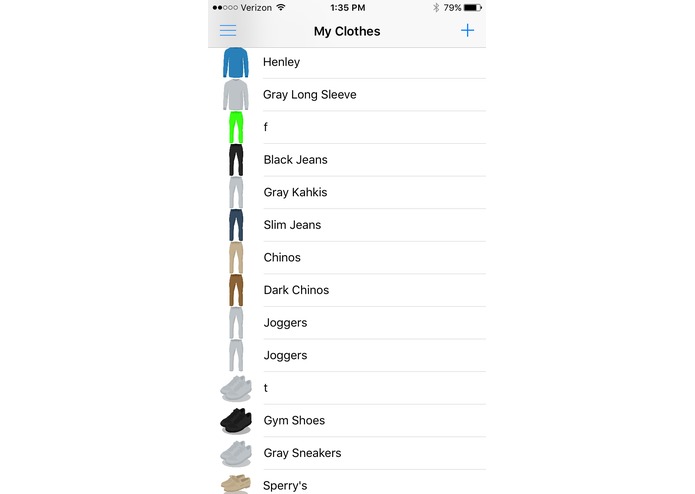 Verizon 1:35 PM 79%
My Clothes
Henley
Gray Long Sleeve
f
Black Jeans
Gray Kahkis
Slim Jeans
Chinos
Dark Chinos
Joggers
Joggers
t
Gym Shoes
Gray Sneakers
Sperry's